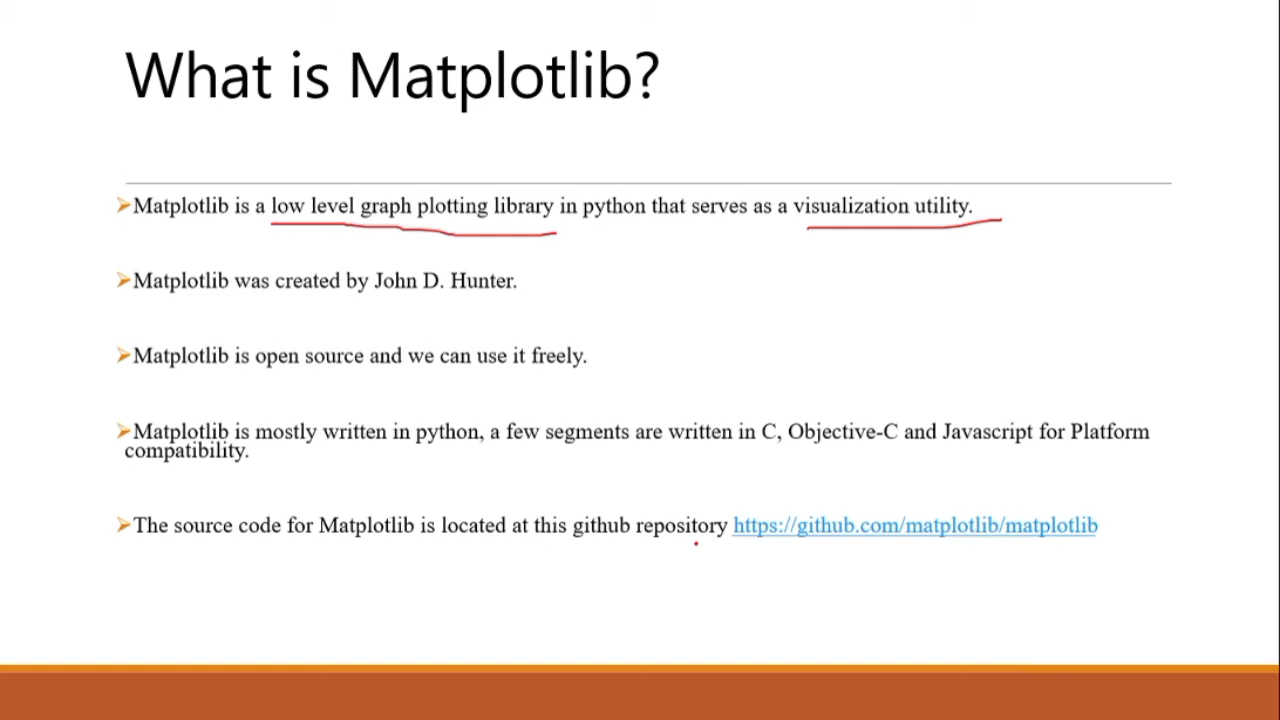 What is Matplotlib?
➢Matplotlib is a low level graph plotting library in python that serves as a visualization utility.
➢Matplotlib was created by John D. Hunter.
➢Matplotlib is open source and we can use it freely.
➢Matplotlib is mostly written in python, a few segments are written in C, Objective-C and Javascript for Platform
compatibility.
➢The source code for Matplotlib is located at this github repository https://github.com/matplotlib/matplotlib